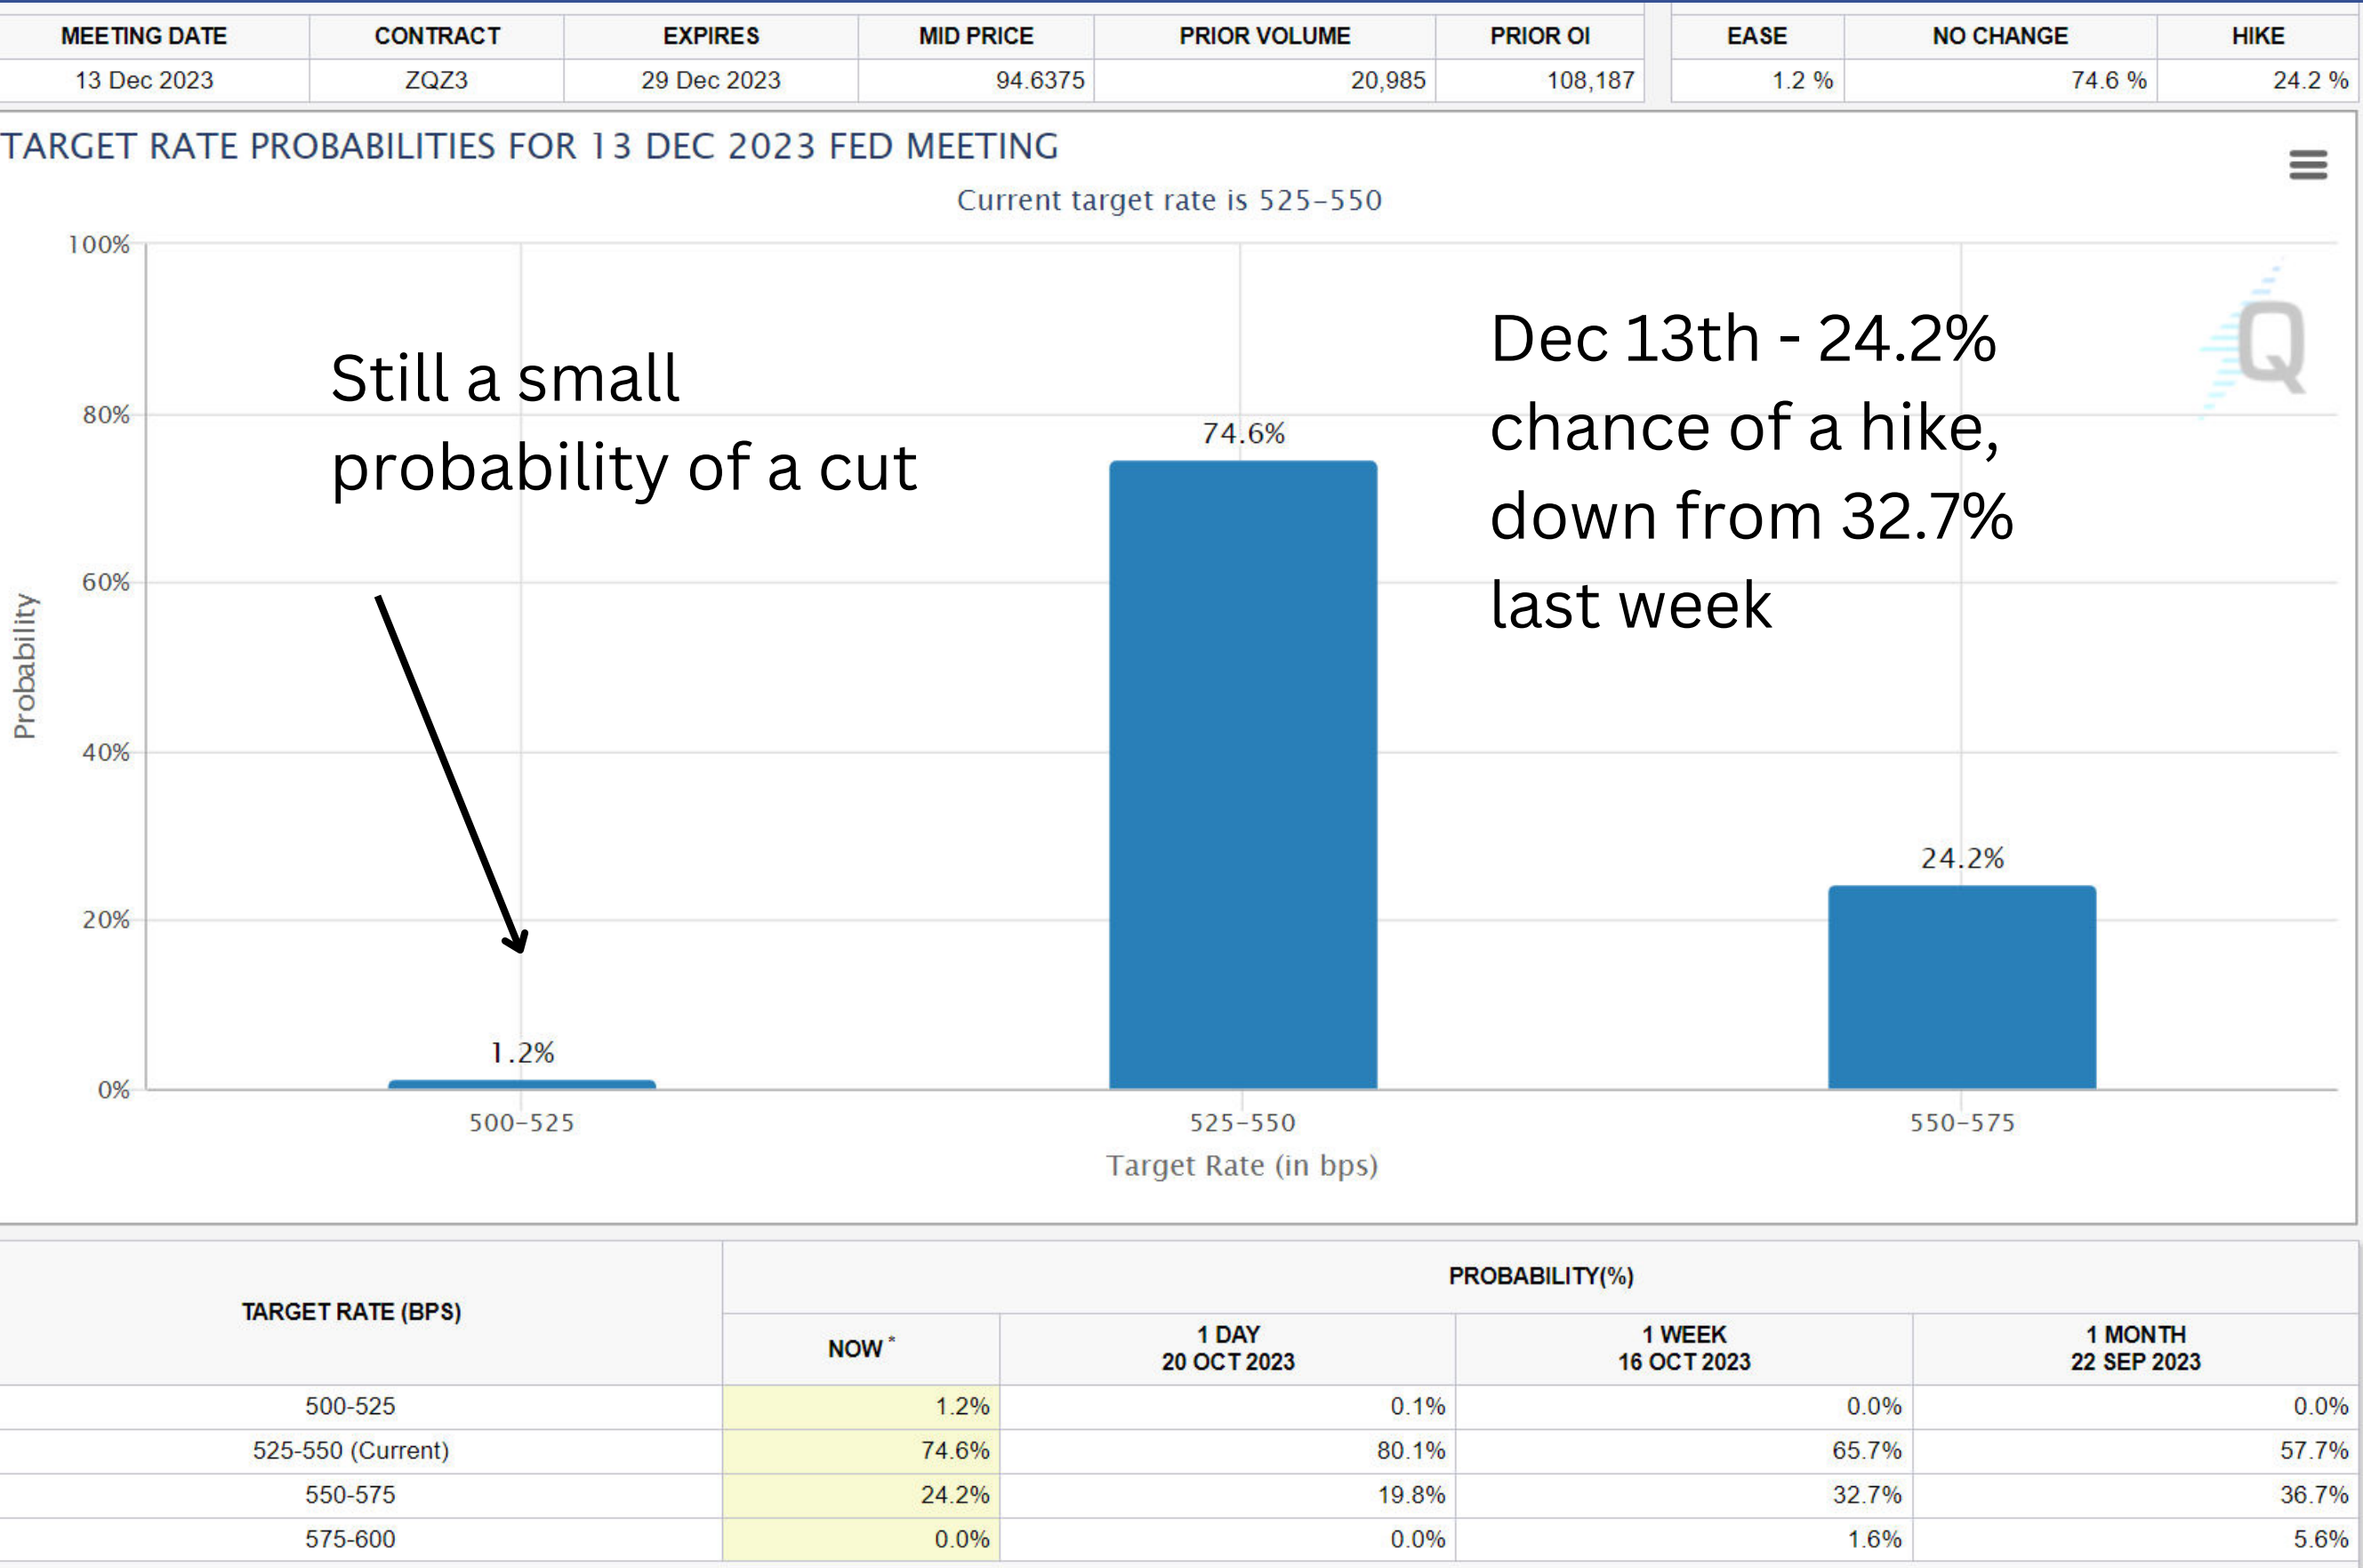 MEETING DATE CONTRACT EXPIRES MID PRICE PRIOR VOLUME PRIOR OI EASE NO CHANGE HIKE
13 Dec 2023 ZQZ3 29 Dec 2023 94.6375 20,985 108,187 1.2 % 74.6 % 24.2 %
TARGET RATE PROBABILITIES FOR 13 DEC 2023 FED MEETING
Current target rate is 525–550
Probability
100%
80%
60%
40%
20%
0%
Still a small
probability of a cut
Dec 13th - 24.2%
chance of a hike,
down from 32.7%
last week
Q
1.2%
74.6%
24.2%
500–525 525–550 550–575
Target Rate (in bps)
TARGET RATE (BPS) PROBABILITY(%)
NOW * 1 DAY 1 WEEK 1 MONTH
20 OCT 2023 16 OCT 2023 22 SEP 2023
500-525 1.2% 0.1% 0.0% 0.0%
525-550 (Current) 74.6% 80.1% 65.7% 57.7%
550-575 24.2% 19.8% 32.7% 36.7%
575-600 0.0% 0.0% 1.6% 5.6%